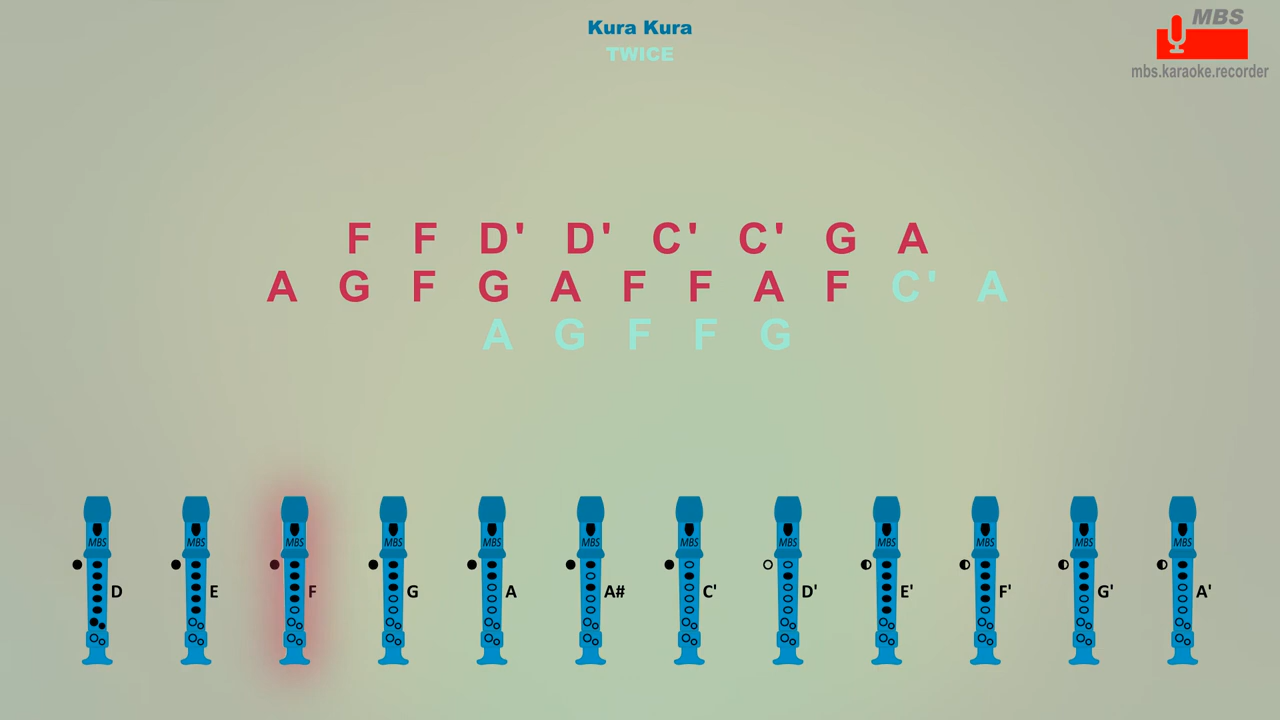 Kura Kura
TWICE
MBS
mbs.karaoke.recorder
F F D' D' C' C' G A
A G F G A F F A F C' A
A G F F G
MBS MBS MBS MBS MBS MBS MBS MBS MBS MBS MBS MBS
D E F G A A# C' D' E' F' G' A'